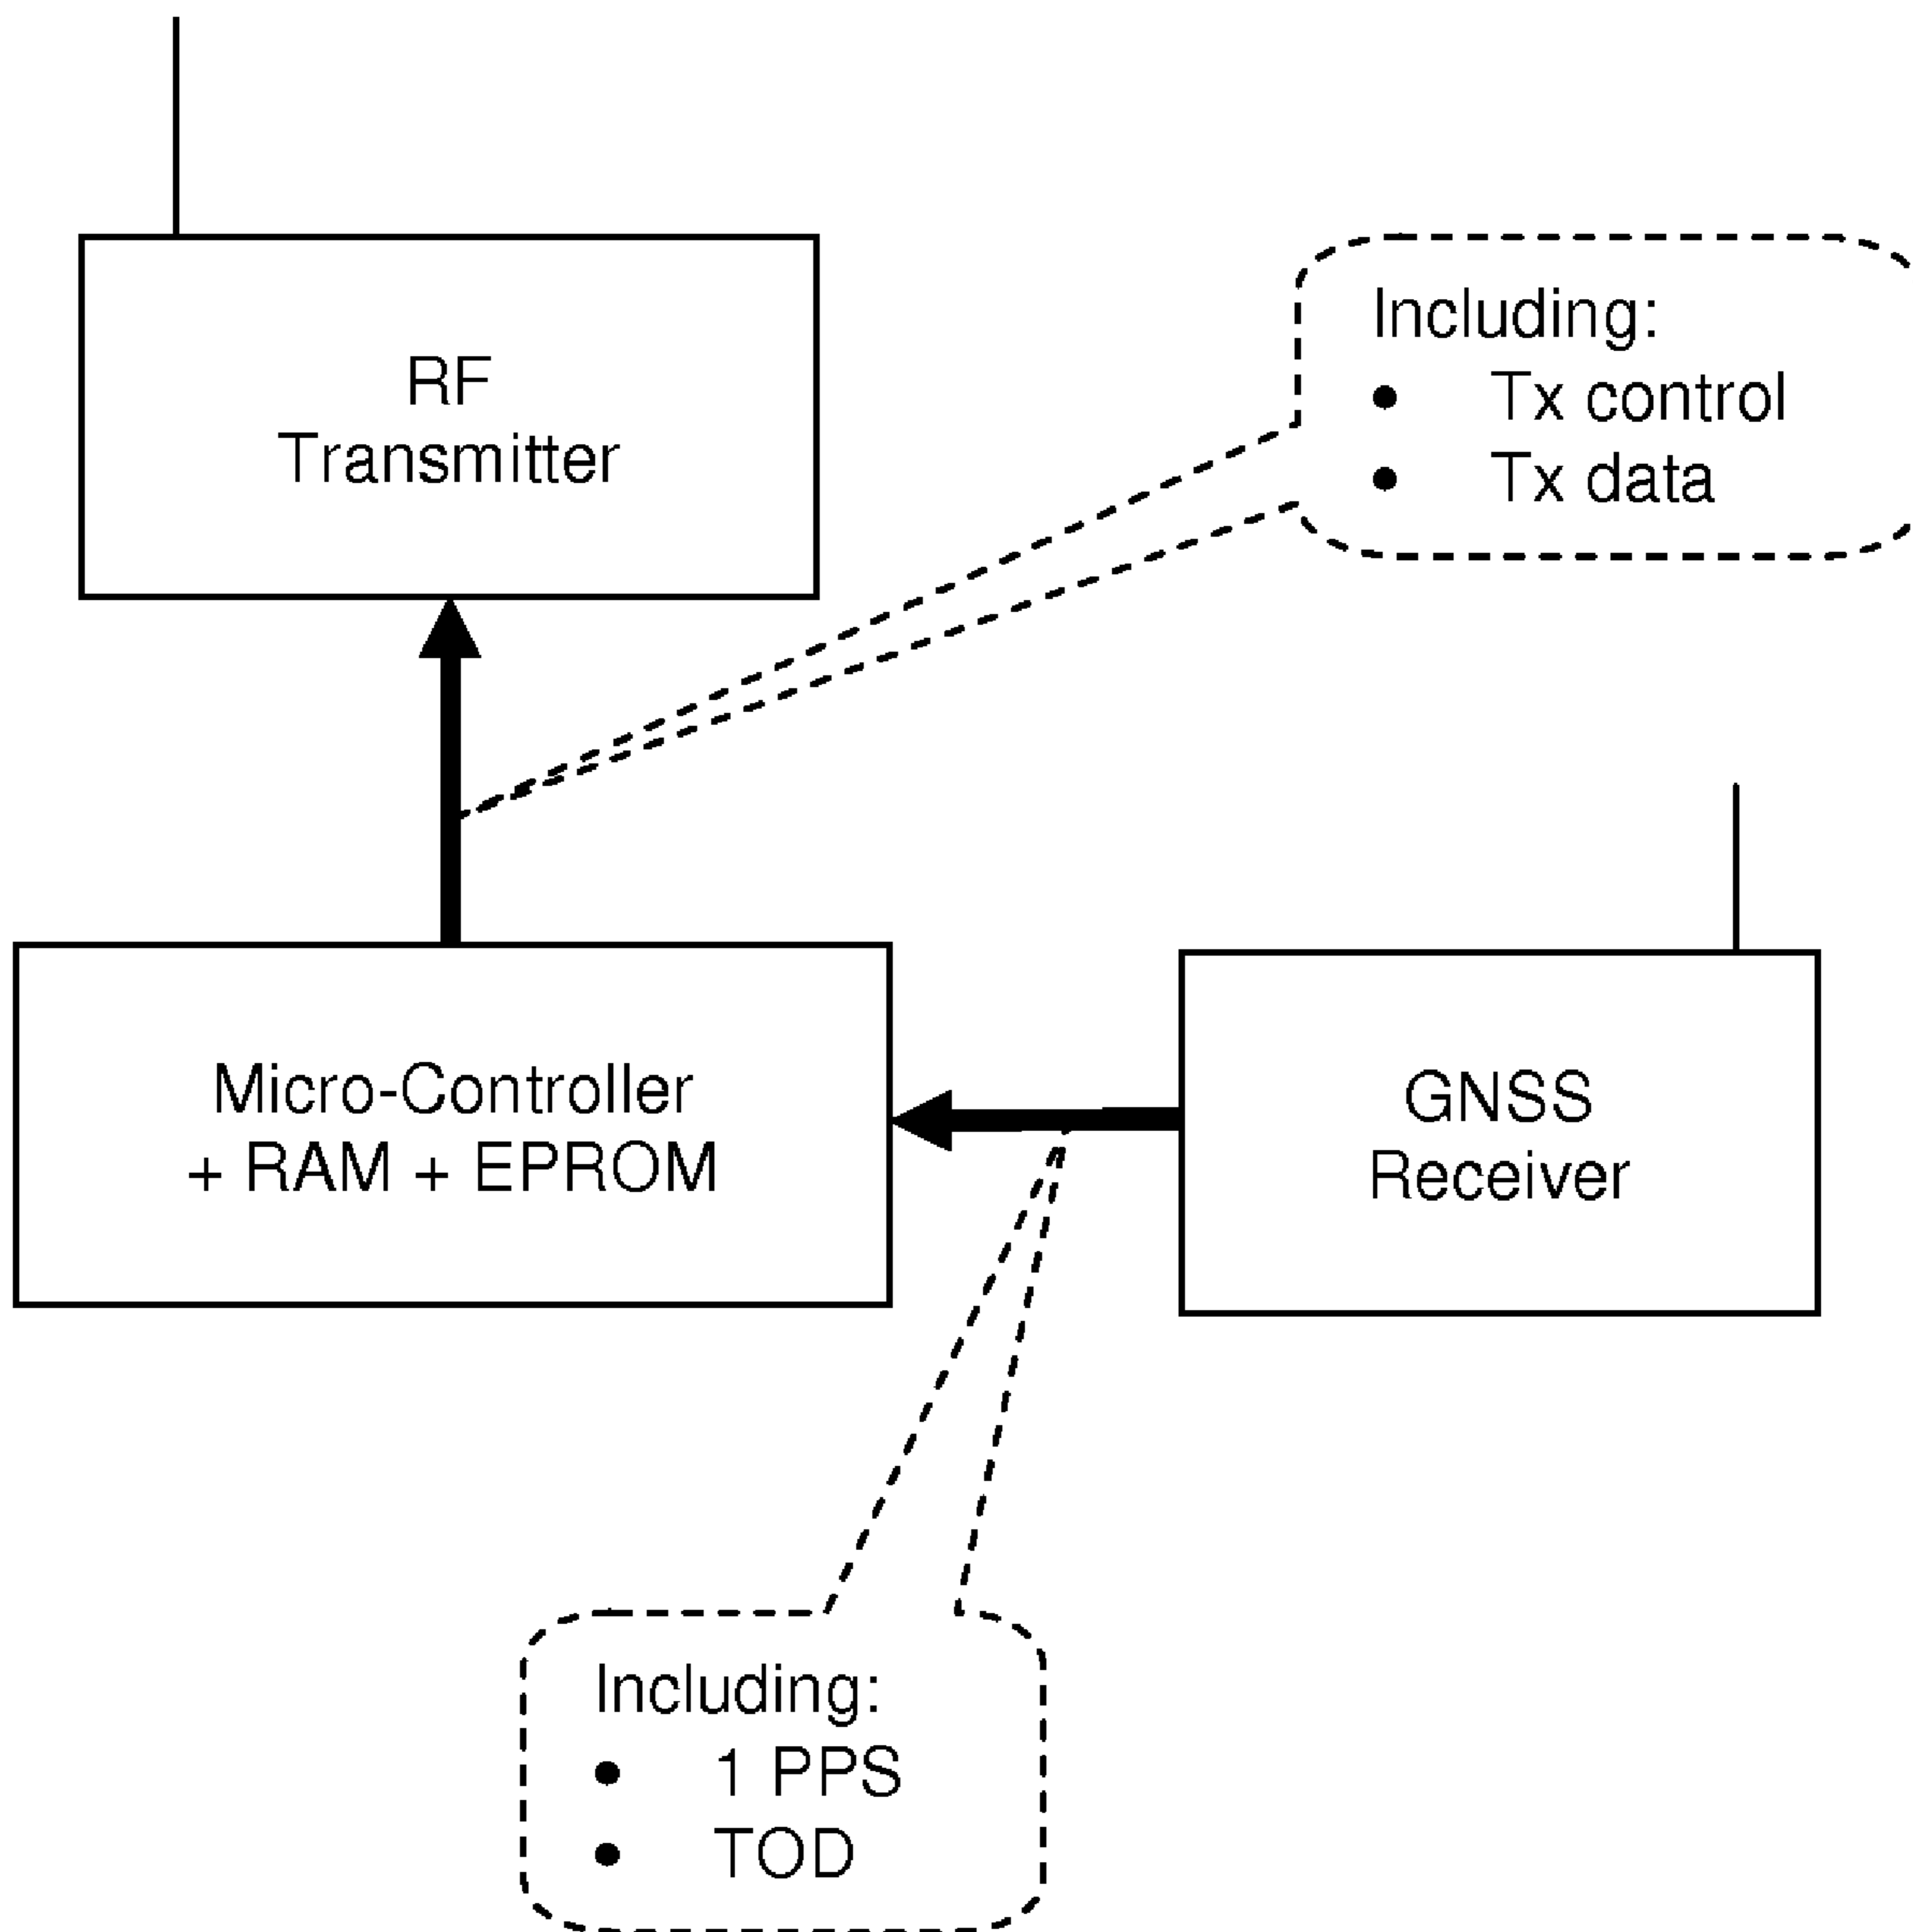 RF
Transmitter
Including:
● Tx control
● Tx data
Micro-Controller
+ RAM + EPROM
GNSS
Receiver
Including:
● 1 PPS
● TOD